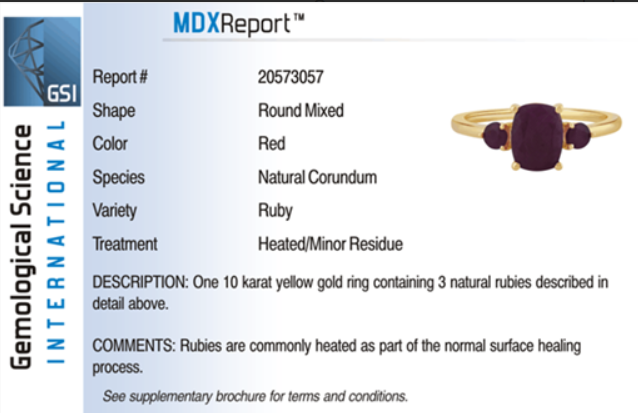 MDXReport™
GSI
Gemological Science
INTERNATIONAL
Report # 20573057
Shape Round Mixed
Color Red
Species Natural Corundum
Variety Ruby
Treatment Heated/Minor Residue
DESCRIPTION: One 10 karat yellow gold ring containing 3 natural rubies described in
detail above.
COMMENTS: Rubies are commonly heated as part of the normal surface healing
process.
See supplementary brochure for terms and conditions.